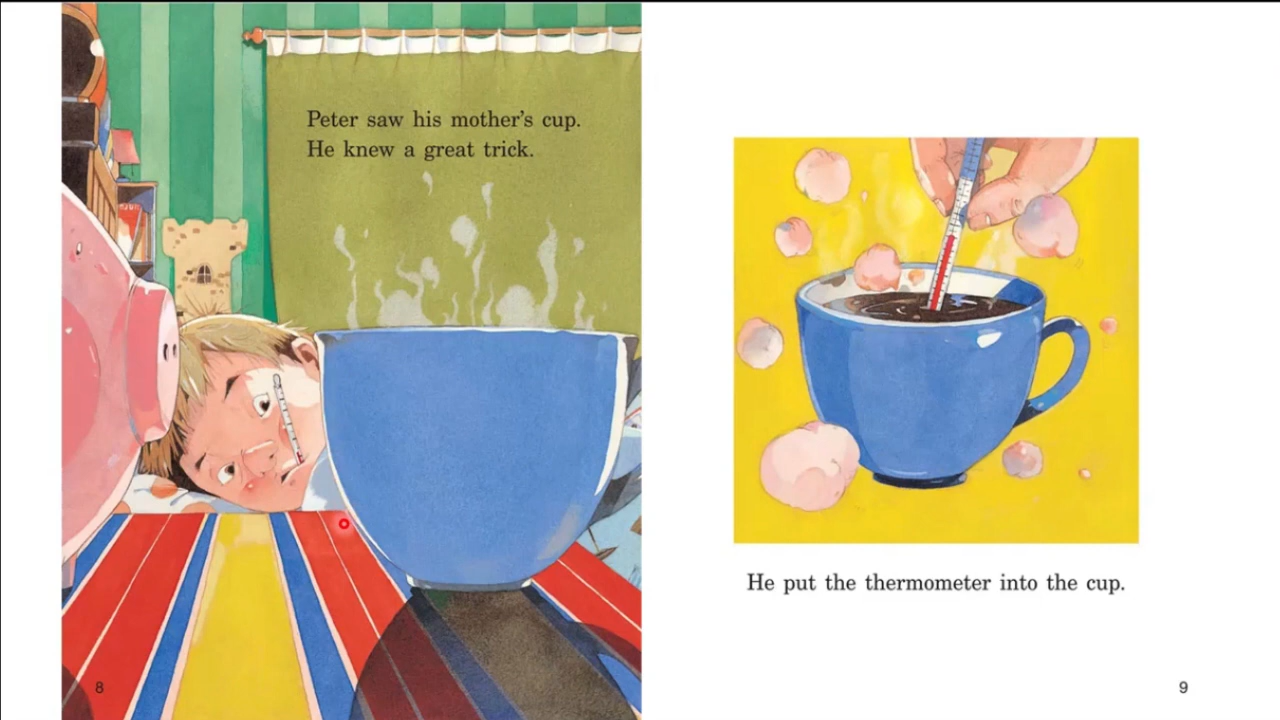 Peter saw his mother's cup.
He knew a great trick.
8
He put the thermometer into the cup.
9